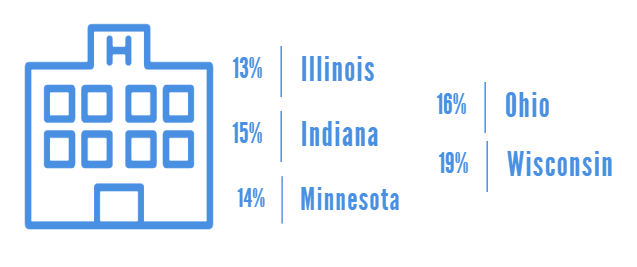 H
13% Illinois
15% Indiana
14% Minnesota
16% Ohio
19% Wisconsin